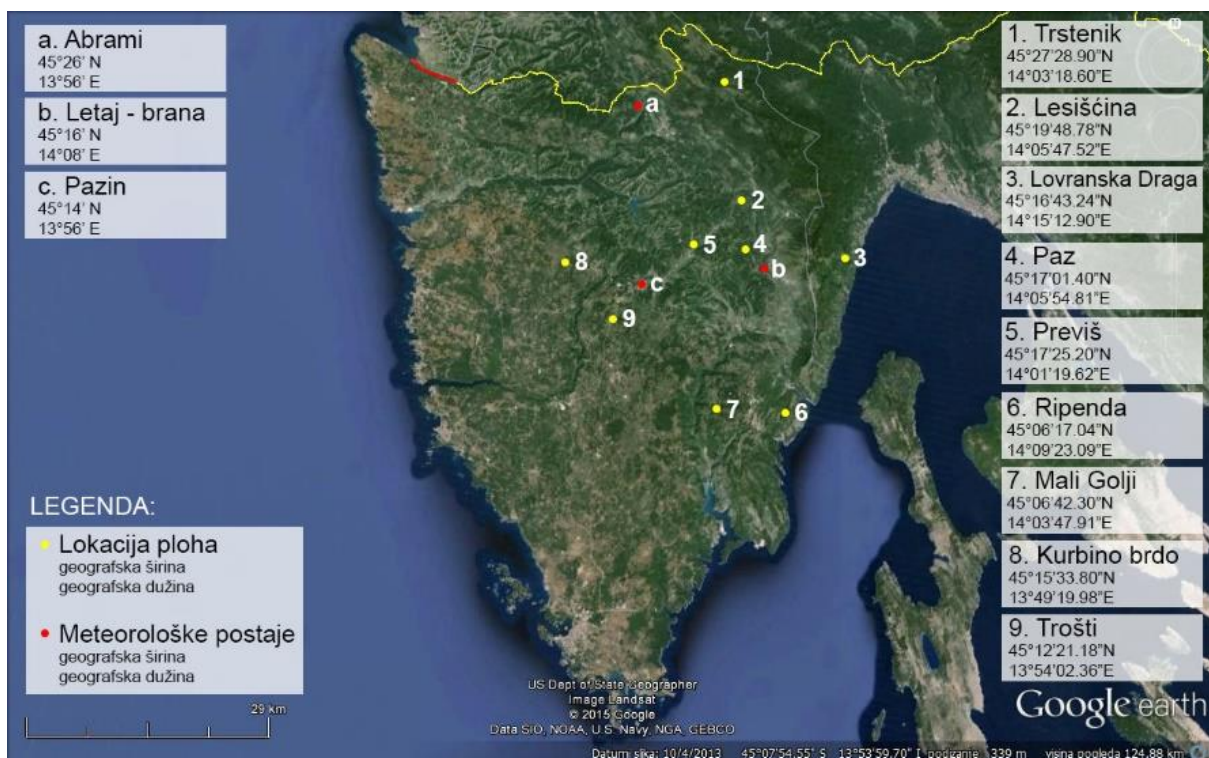 a. Abrami
45°26' N
13°56' E
b. Letaj - brana
45°16' N
14°08' E
c. Pazin
45°14' N
13°56' E
1. Trstenik
45°27'28.90"N
14°03'18.60"E
2. Lesišćina
45°19'48.78"N
14°05'47.52"E
3. Lovranska Draga
45°16'43.24"N
14°15'12.90"E
4. Paz
45°17'01.40"N
14°05'54.81"E
5. Previš
45°17'25.20"N
14°01'19.62"E
6. Ripenda
45°06'17.04"N
14°09'23.09"E
7. Mali Golji
45°06'42.30"N
14°03'47.91"E
8. Kurbino brdo
45°15'33.80"N
13°49'19.98"E
9. Trošti
45°12'21.18"N
13°54'02.36"E
1
a
2
5
4
3
8
b
c
9
7
6
LEGENDA:
Lokacija ploha
geografska širina
geografska dužina
Meteorološke postaje
geografska širina
geografska dužina
29 km
US Dept of State Geographer
Image Landsat
© 2015 Google
Data SIO, NOAA, U.S. Navy, NGA, GEBCO
Google earth
Datumi slika: 10/4/2013 45°07'54.55" S 13°53'59.70" I podizanje 339 m visina pogleda 124.88 km